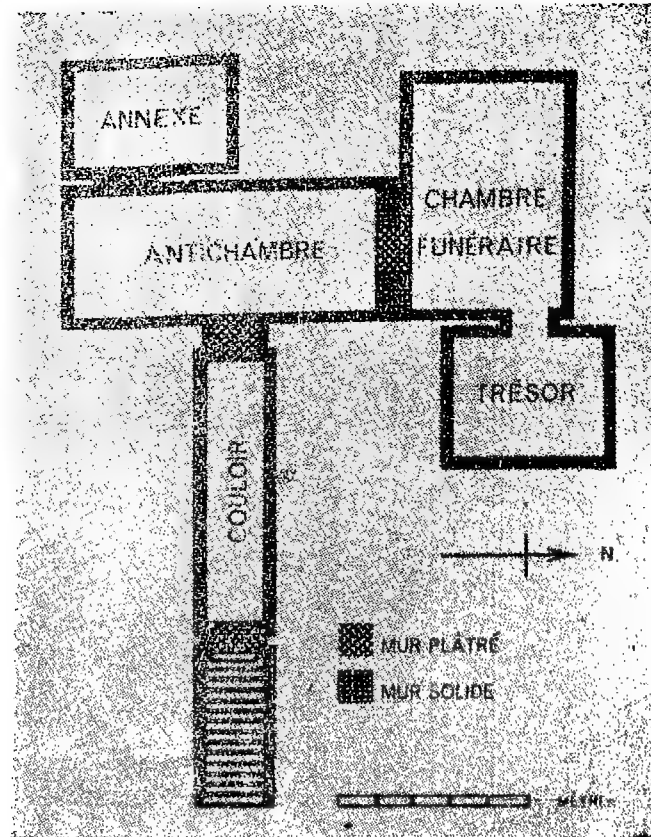 ANNEXE
CHAMBRE
FUNÉRAIRE
ANTICHAMBRE
TRÉSOR
COULOIR
N.
MUR PLÂTRÉ
MUR SOLIDE